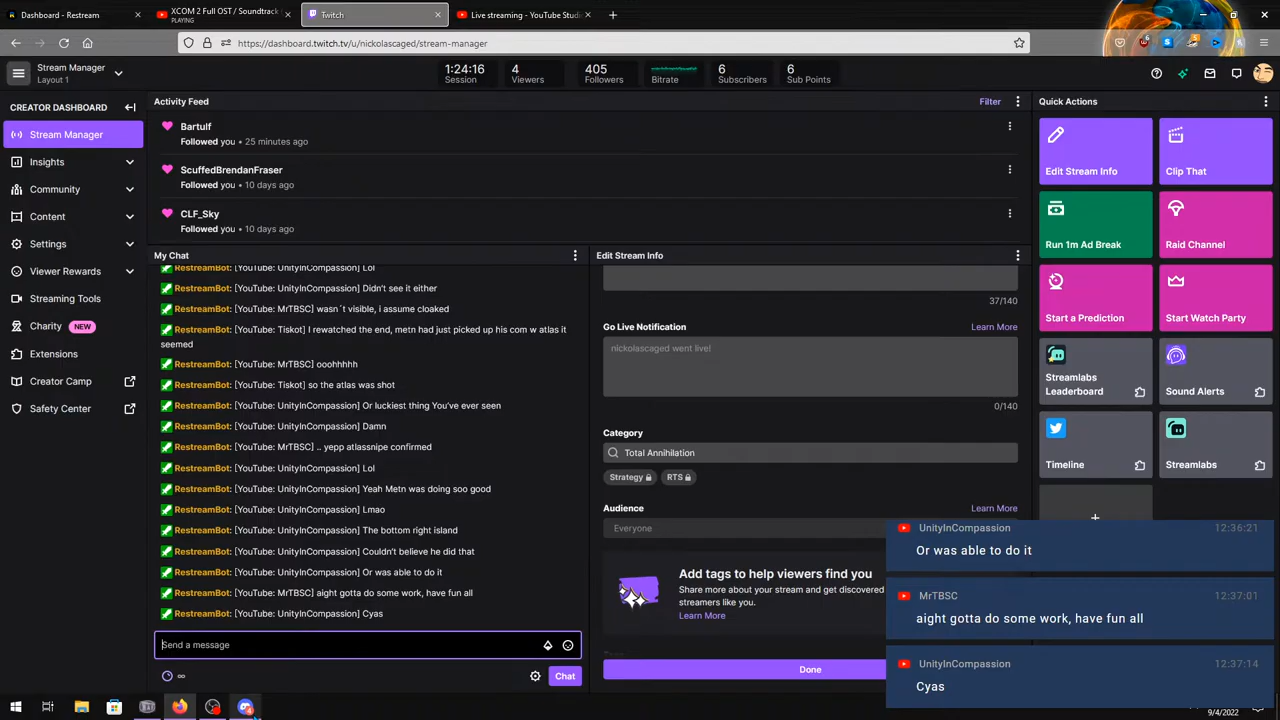 Dashboard - Restream
XCOM 2 Full OST / Soundtrack
PLAYING
Twitch
Live streaming - YouTube Studio
https://dashboard.twitch.tv/u/nickolascaged/stream-manager
Stream Manager
Layout 1
1:24:16
Session
4
Viewers
405
Followers
Bitrate
6
Subscribers
6
Sub Points
CREATOR DASHBOARD
Stream Manager
Insights
Community
Content
Settings
Viewer Rewards
Streaming Tools
Charity NEW
Extensions
Creator Camp
Safety Center
Activity Feed
Filter
Bartulf
Followed you • 25 minutes ago
ScuffedBrendanFraser
Followed you • 10 days ago
CLF_Sky
Followed you • 10 days ago
My Chat
RestreamBot: [YouTube: UnityInCompassion] Lol
RestreamBot: [YouTube: UnityInCompassion] Didn't see it either
RestreamBot: [YouTube: MrTBSC] wasn´t visible, i assume cloaked
RestreamBot: [YouTube: Tiskot] I rewatched the end, metn had just picked up his com w atlas it
seemed
RestreamBot: [YouTube: MrTBSC] ooohhhhh
RestreamBot: [YouTube: Tiskot] so the atlas was shot
RestreamBot: [YouTube: UnityInCompassion] Or luckiest thing You've ever seen
RestreamBot: [YouTube: UnityInCompassion] Damn
RestreamBot: [YouTube: MrTBSC] .. yepp atlassnipe confirmed
RestreamBot: [YouTube: UnityInCompassion] Lol
RestreamBot: [YouTube: UnityInCompassion] Yeah Metn was doing soo good
RestreamBot: [YouTube: UnityInCompassion] Lmao
RestreamBot: [YouTube: UnityInCompassion] The bottom right island
RestreamBot: [YouTube: UnityInCompassion] Couldn't believe he did that
RestreamBot: [YouTube: UnityInCompassion] Or was able to do it
RestreamBot: [YouTube: MrTBSC] aight gotta do some work, have fun all
RestreamBot: [YouTube: UnityInCompassion] Cyas
Send a message
∞
Chat
Edit Stream Info
37/140
Go Live Notification
Learn More
nickolascaged went live!
0/140
Category
Total Annihilation
Strategy
RTS
Audience
Learn More
Everyone
Add tags to help viewers find you
Share more about your stream and get discovered
streamers like you.
Learn More
Done
Quick Actions
Edit Stream Info
Clip That
Run 1m Ad Break
Raid Channel
Start a Prediction
Start Watch Party
Streamlabs
Leaderboard
Sound Alerts
Timeline
Streamlabs
UnityInCompassion 12:36:21
Or was able to do it
MrTBSC 12:37:01
aight gotta do some work, have fun all
UnityInCompassion 12:37:14
Cyas
9/4/2022